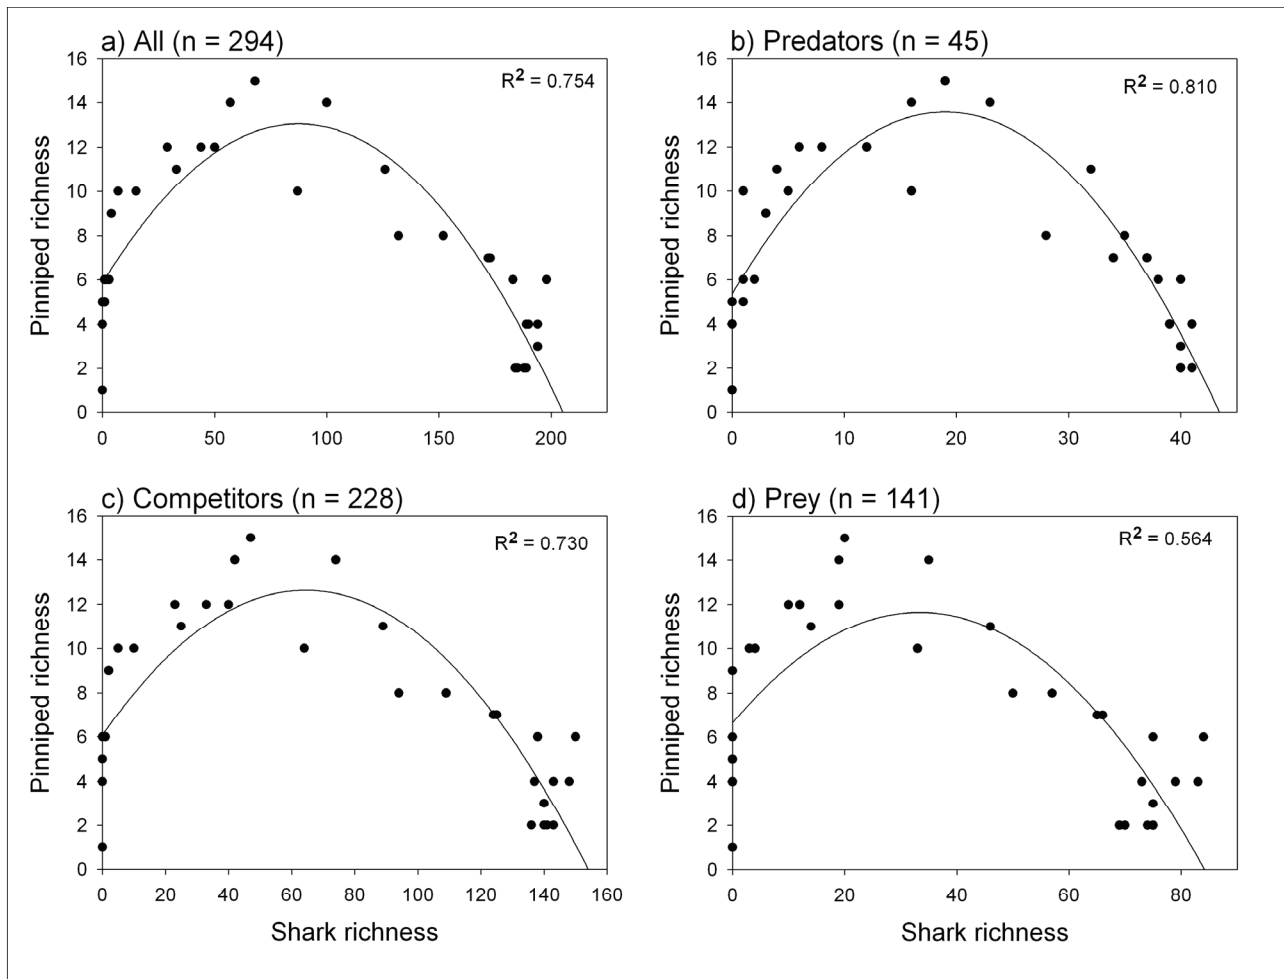 a) All (n = 294)
R² = 0.754
Pinniped richness
16
14
12
10
8
6
4
2
0
0 50 100 150 200
b) Predators (n = 45)
R² = 0.810
Pinniped richness
16
14
12
10
8
6
4
2
0
0 10 20 30 40
c) Competitors (n = 228)
R² = 0.730
Pinniped richness
16
14
12
10
8
6
4
2
0
0 20 40 60 80 100 120 140 160
Shark richness
d) Prey (n = 141)
R² = 0.564
Pinniped richness
16
14
12
10
8
6
4
2
0
0 20 40 60 80
Shark richness